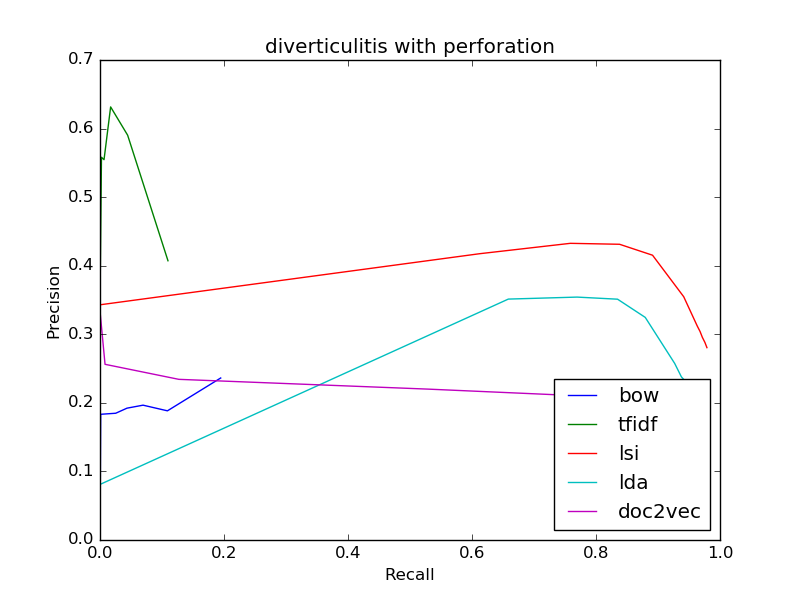 diverticulitis with perforation
0.7
0.6
0.5
0.4
0.3
0.2
0.1
0.0
Precision
bow
tfidf
lsi
lda
doc2vec
0.0 0.2 0.4 0.6 0.8 1.0
Recall